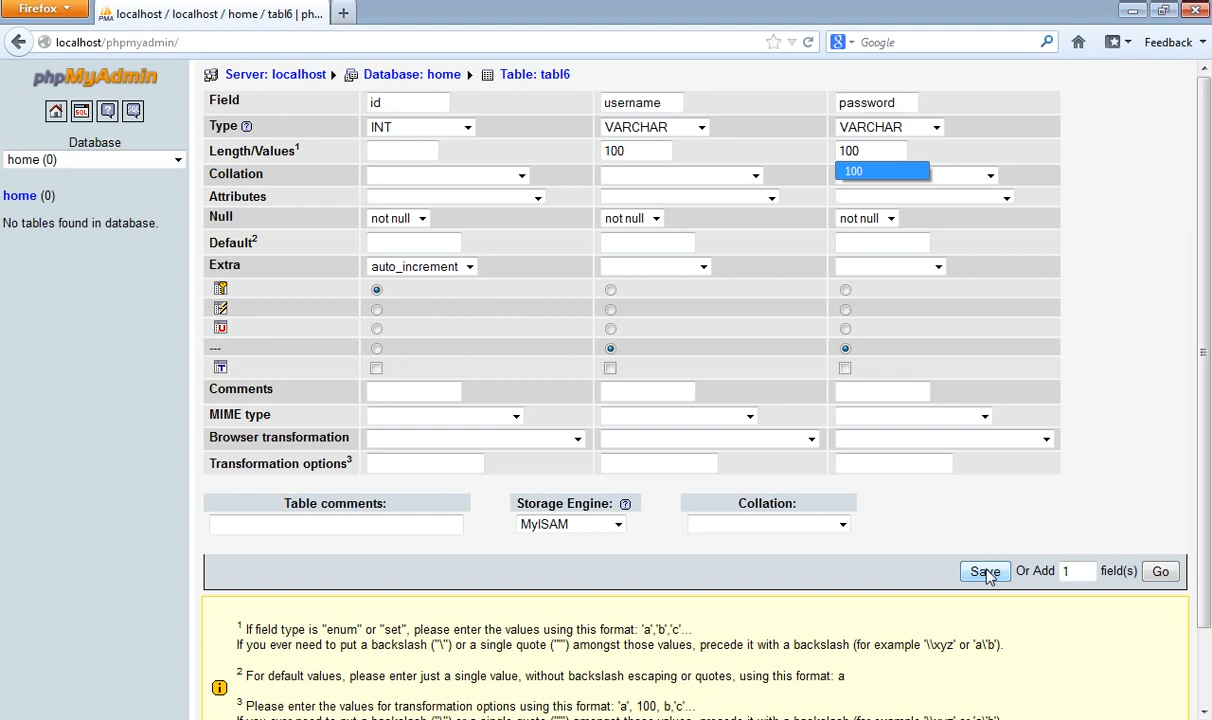 Firefox
localhost / localhost / home / tabl6 | ph...
localhost/phpmyadmin/
Google
Feedback
phpMyAdmin
Database
home (0)
home (0)
No tables found in database.
Server: localhost Database: home Table: tabl6
Field id username password
Type INT VARCHAR VARCHAR
Length/Values1 100 100
100
Collation
Attributes
Null not null not null not null
Default2
Extra auto_increment
---
Comments
MIME type
Browser transformation
Transformation options3
Table comments: Storage Engine: Collation:
MyISAM
Save Or Add 1 field(s) Go
1 If field type is "enum" or "set", please enter the values using this format: 'a','b','c'...
If you ever need to put a backslash ("\") or a single quote ("'") amongst those values, precede it with a backslash (for example '\\xyz' or 'a\'b').
2 For default values, please enter just a single value, without backslash escaping or quotes, using this format: a
3 Please enter the values for transformation options using this format: 'a', 100, b,'c'...